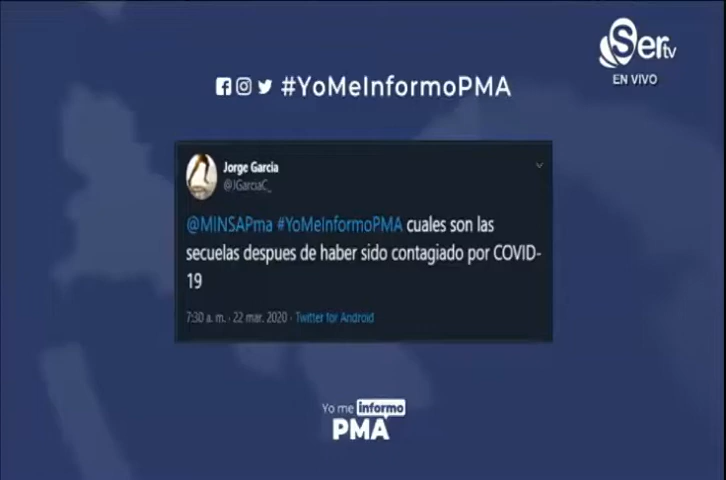 Ser tv
EN VIVO
#YoMeInformoPMA
Jorge Garcia
@JGarciaC_
@MINSAPma #YoMeInformoPMA cuales son las
secuelas despues de haber sido contagiado por COVID-
19
7:30 a. m. · 22 mar. 2020 · Twitter for Android
Yo me informo
PMA